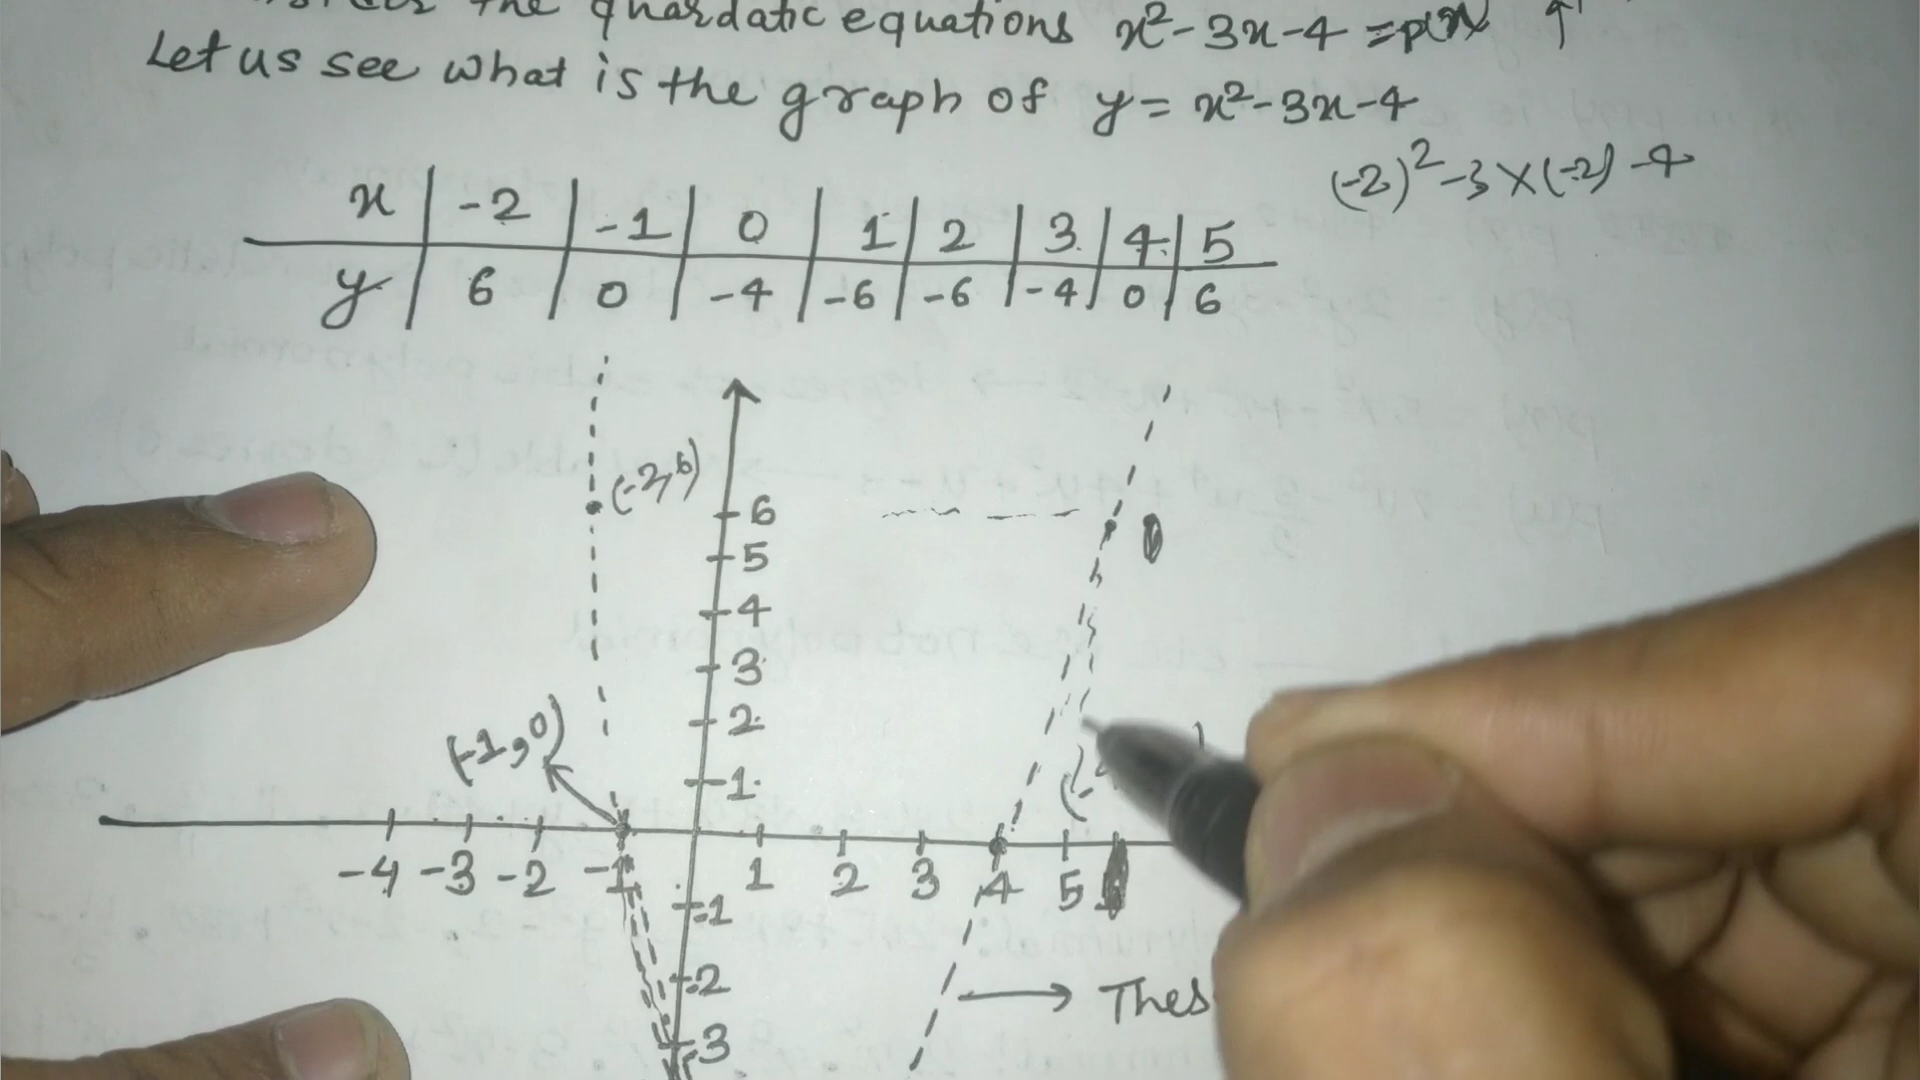 the quardatic equations x²-3x-4 = p(x)
Let us see what is the graph of y = x²-3x-4
(-2)²-3×(-2)-4
x | -2 | -1 | 0 | 1 | 2 | 3 | 4 | 5
y | 6 | 0 | -4 | -6 | -6 | -4 | 0 | 6
(-2,6)
6
5
4
3
2
(-1,0)
1
-4 -3 -2 -1 1 2 3 4 5
-1
-2
-3